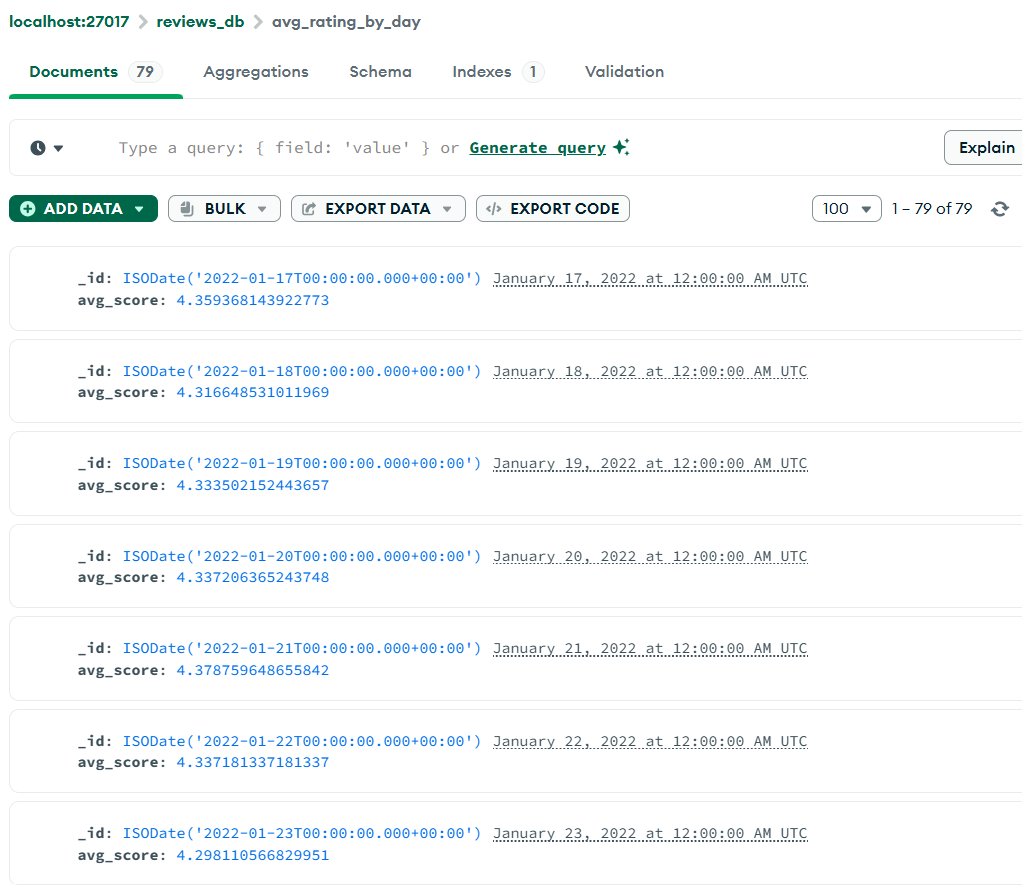 localhost:27017 > reviews_db > avg_rating_by_day
Documents 79 Aggregations Schema Indexes 1 Validation
Type a query: { field: 'value' } or Generate query
Explain
ADD DATA BULK EXPORT DATA EXPORT CODE 100 1 – 79 of 79
_id: ISODate('2022-01-17T00:00:00.000+00:00') January 17, 2022 at 12:00:00 AM UTC
avg_score: 4.359368143922773
_id: ISODate('2022-01-18T00:00:00.000+00:00') January 18, 2022 at 12:00:00 AM UTC
avg_score: 4.316648531011969
_id: ISODate('2022-01-19T00:00:00.000+00:00') January 19, 2022 at 12:00:00 AM UTC
avg_score: 4.333502152443657
_id: ISODate('2022-01-20T00:00:00.000+00:00') January 20, 2022 at 12:00:00 AM UTC
avg_score: 4.337206365243748
_id: ISODate('2022-01-21T00:00:00.000+00:00') January 21, 2022 at 12:00:00 AM UTC
avg_score: 4.378759648655842
_id: ISODate('2022-01-22T00:00:00.000+00:00') January 22, 2022 at 12:00:00 AM UTC
avg_score: 4.337181337181337
_id: ISODate('2022-01-23T00:00:00.000+00:00') January 23, 2022 at 12:00:00 AM UTC
avg_score: 4.298110566829951